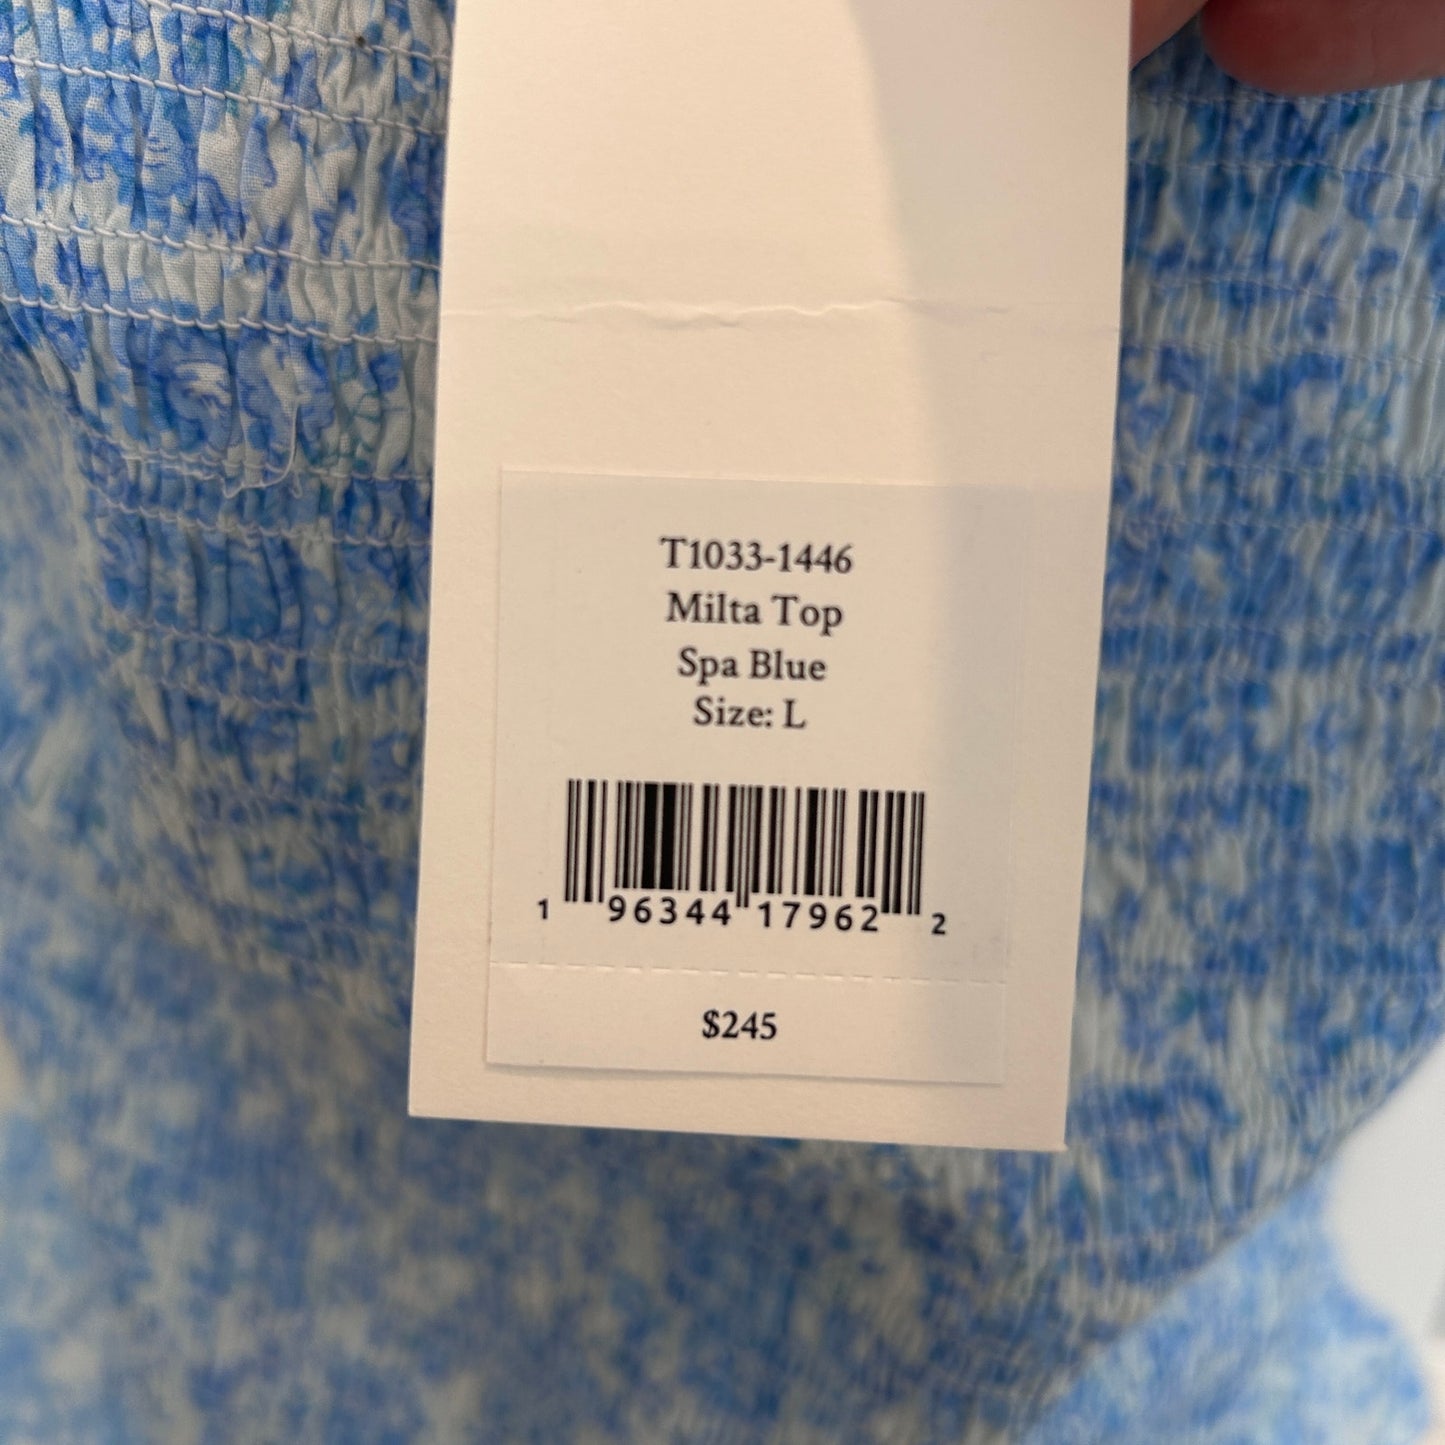 T1033-1446
Milta Top
Spa Blue
Size: L
1 96344 17962 2
$245